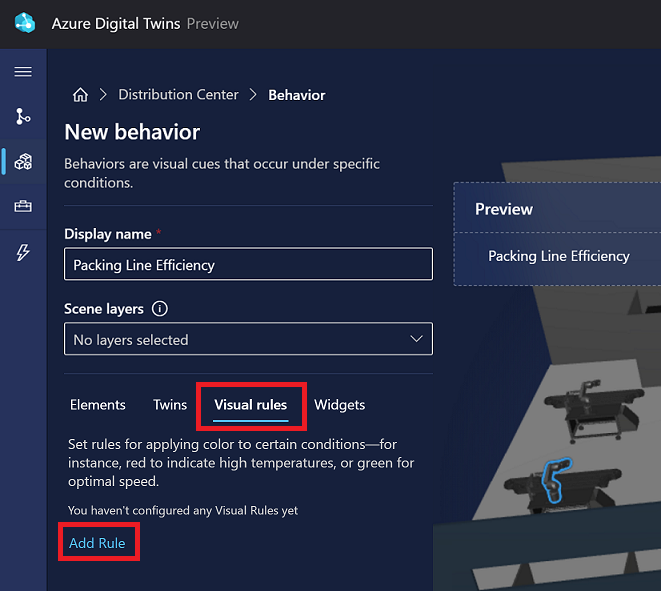 Azure Digital Twins Preview
Distribution Center Behavior
New behavior
Behaviors are visual cues that occur under specific
conditions.
Display name *
Packing Line Efficiency
Scene layers
No layers selected
Elements Twins Visual rules Widgets
Set rules for applying color to certain conditions—for
instance, red to indicate high temperatures, or green for
optimal speed.
You haven't configured any Visual Rules yet
Add Rule
Preview
Packing Line Efficiency